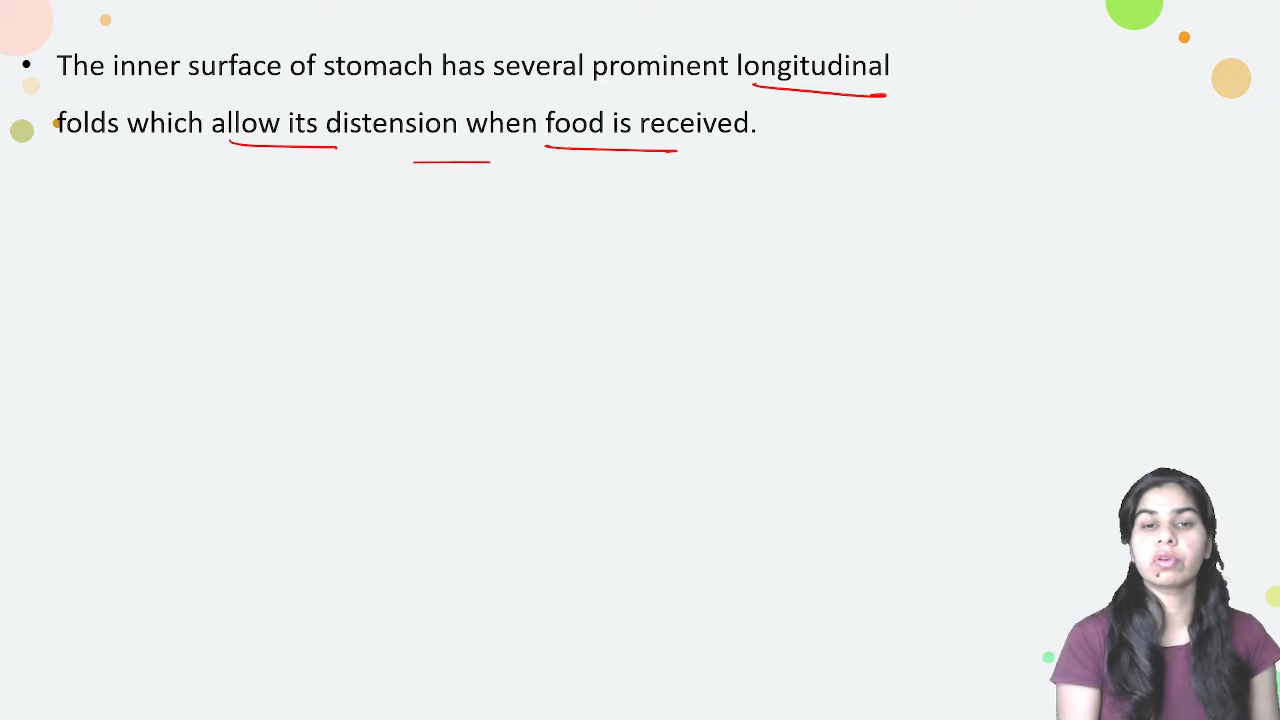 • The inner surface of stomach has several prominent longitudinal
folds which allow its distension when food is received.